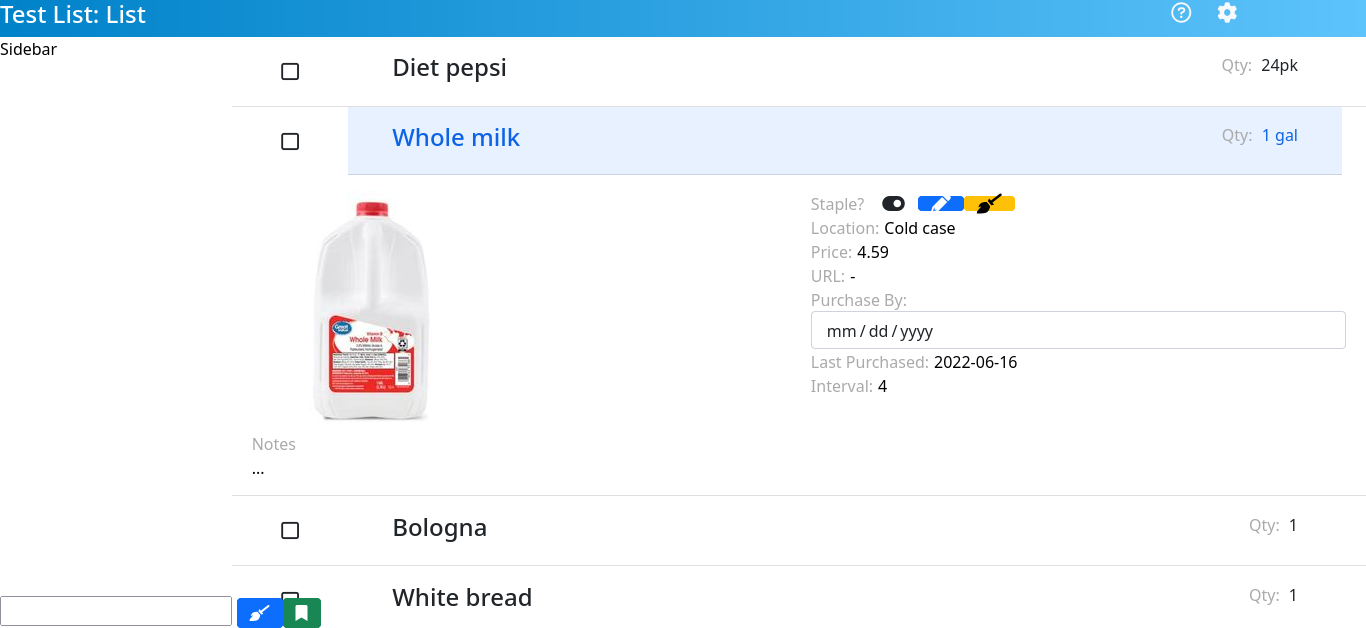 Test List: List
Sidebar
Diet pepsi
Qty: 24pk
Whole milk
Qty: 1 gal
Staple?
Location: Cold case
Price: 4.59
URL: -
Purchase By:
mm / dd / yyyy
Last Purchased: 2022-06-16
Interval: 4
Great Value
Whole Milk
Notes
...
Bologna
Qty: 1
White bread
Qty: 1